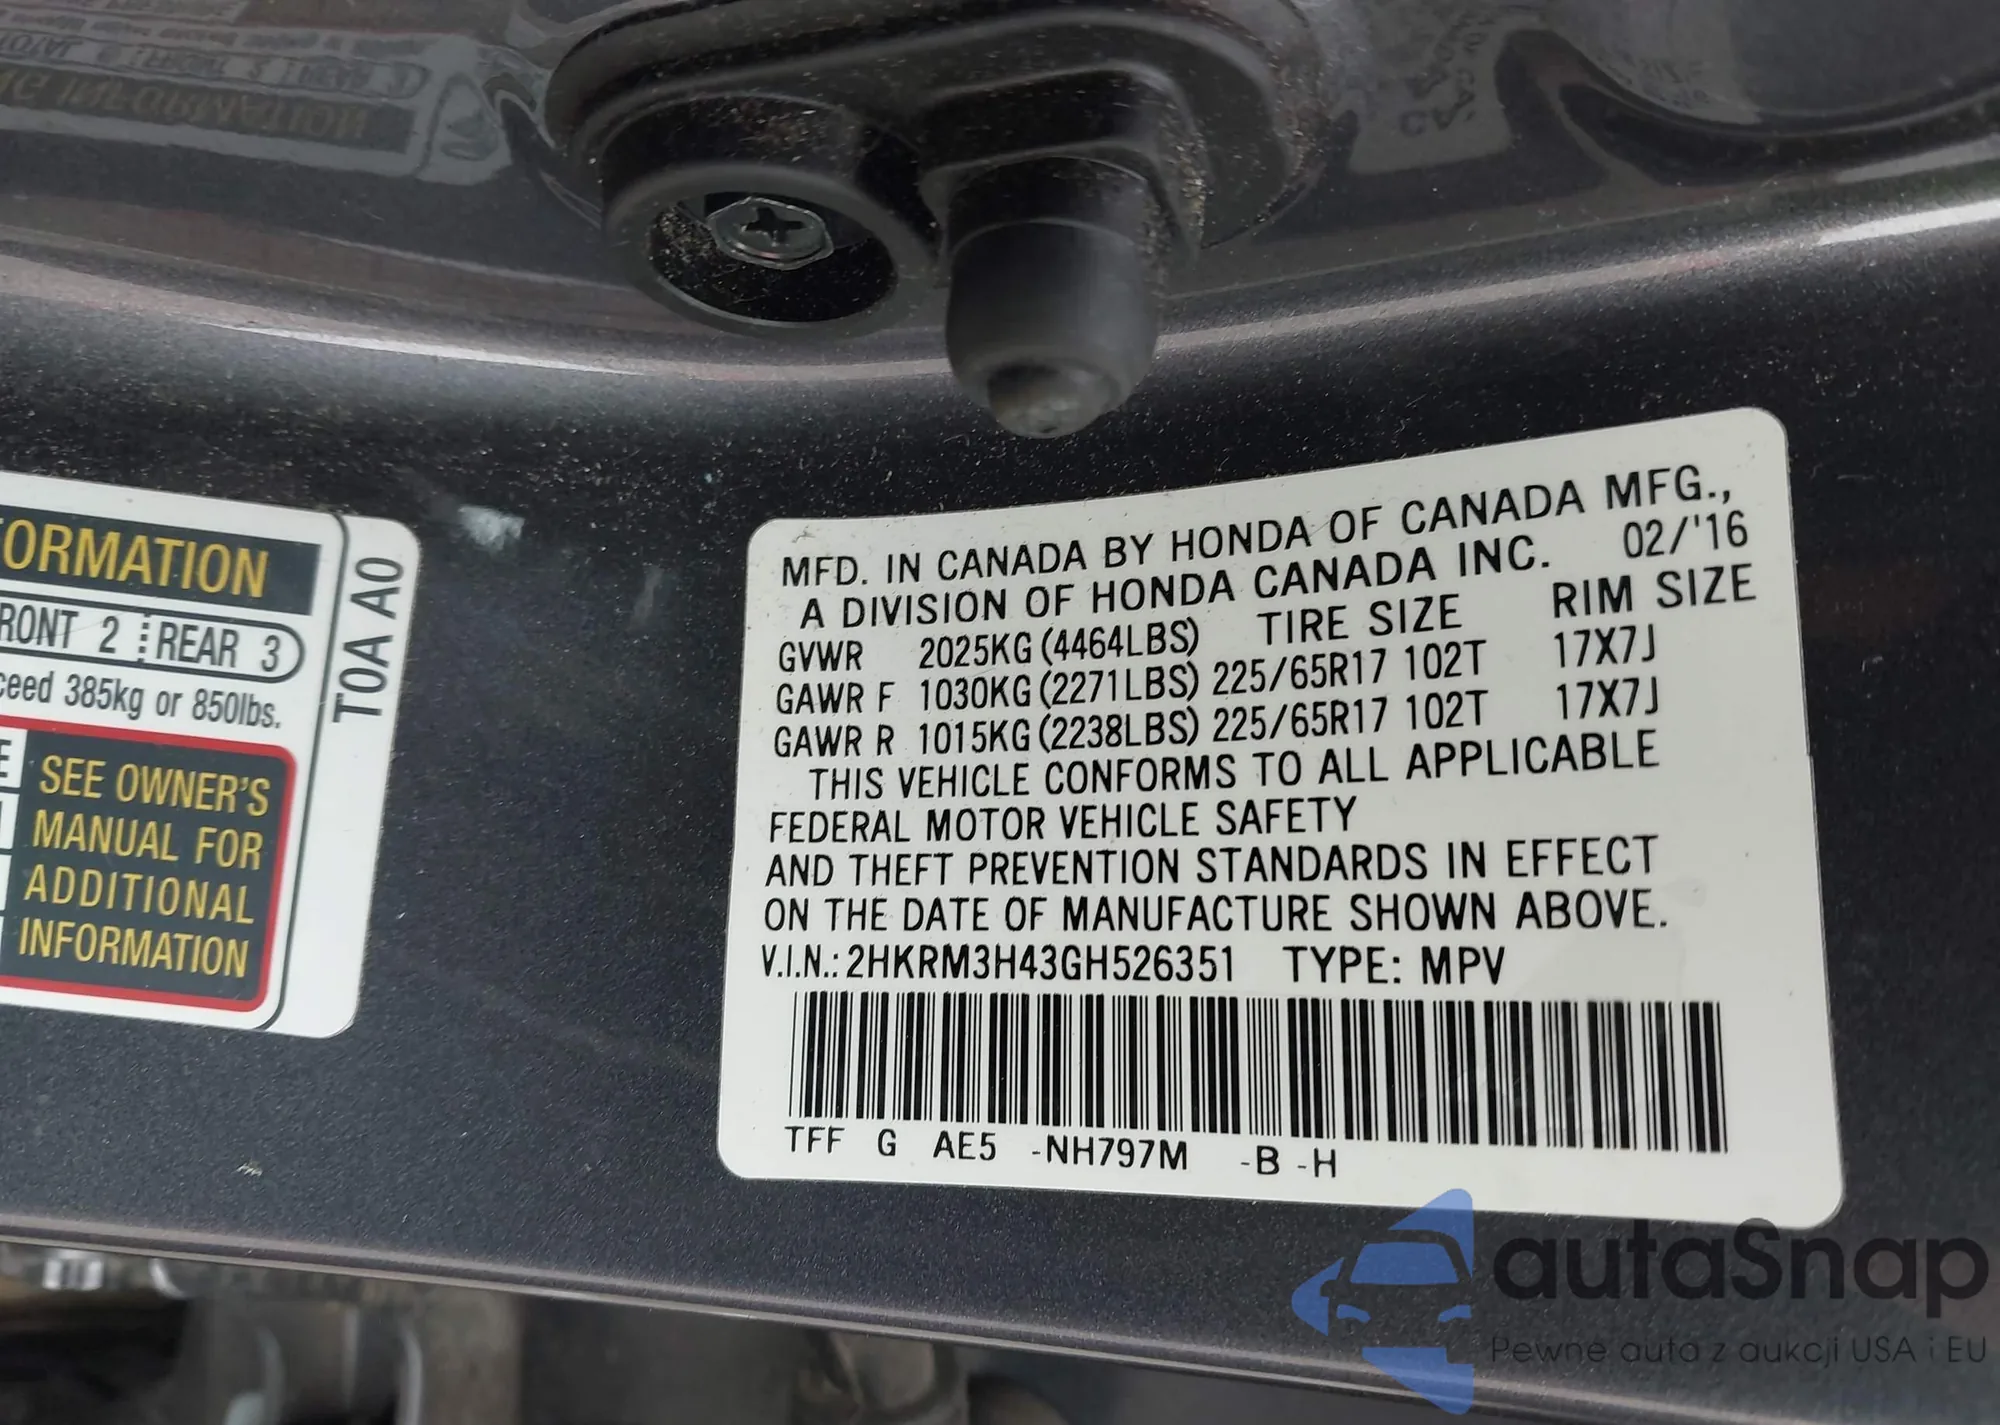 ORMATION
RONT 2 REAR 3
ceed 385kg or 850lbs.
E
SEE OWNER'S
MANUAL FOR
ADDITIONAL
INFORMATION
T0A A0
MFD. IN CANADA BY HONDA OF CANADA MFG.,
A DIVISION OF HONDA CANADA INC. 02/'16
GVWR 2025KG (4464LBS) TIRE SIZE RIM SIZE
GAWR F 1030KG (2271LBS) 225/65R17 102T 17X7J
GAWR R 1015KG (2238LBS) 225/65R17 102T 17X7J
THIS VEHICLE CONFORMS TO ALL APPLICABLE
FEDERAL MOTOR VEHICLE SAFETY
AND THEFT PREVENTION STANDARDS IN EFFECT
ON THE DATE OF MANUFACTURE SHOWN ABOVE.
V.I.N.: 2HKRM3H43GH526351 TYPE: MPV
TFF G AE5 -NH797M -B -H
autaSnap
Pewne auta z aukcji USA i EU